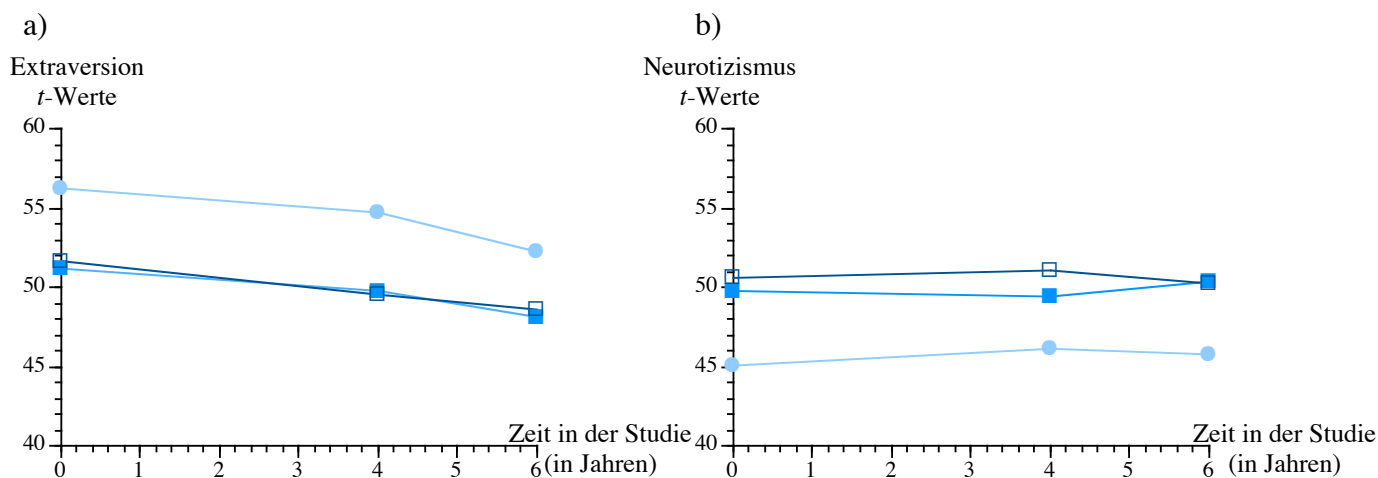 a)
Extraversion
t-Werte
60
55
50
45
40
0 1 2 3 4 5 6
Zeit in der Studie
(in Jahren)
b)
Neurotizismus
t-Werte
60
55
50
45
40
0 1 2 3 4 5 6
Zeit in der Studie
(in Jahren)